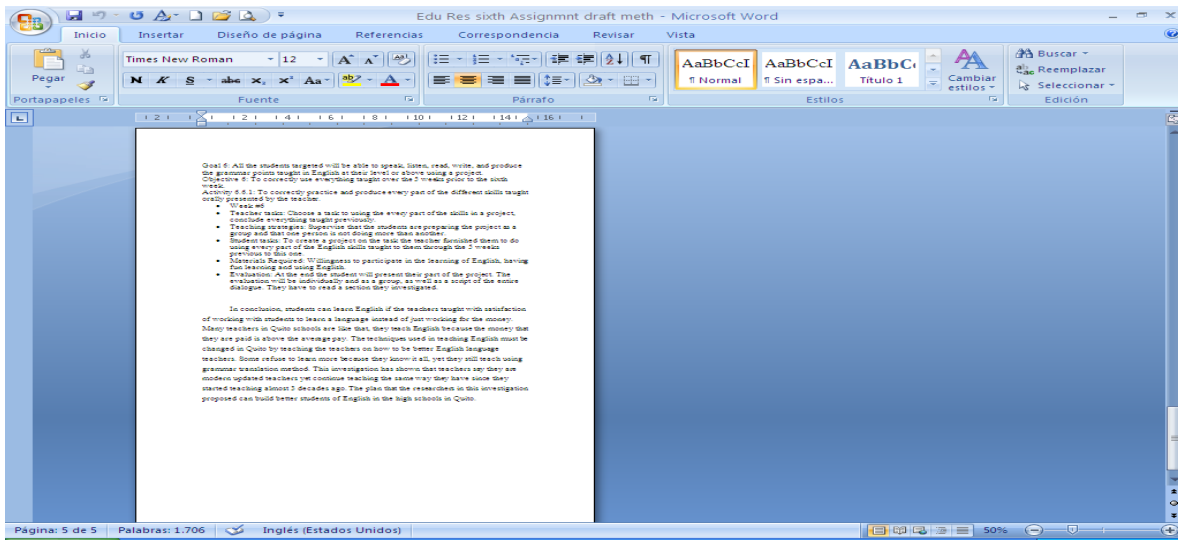 Edu Res sixth Assignmnt draft meth - Microsoft Word
Inicio Insertar Diseño de página Referencias Correspondencia Revisar Vista
Pegar
Times New Roman 12
N K S abc x₂ x² Aa
AaBbCcI AaBbCcI AaBbC
¶ Normal ¶ Sin espa... Título 1
Cambiar estilos
Buscar
Reemplazar
Seleccionar
Portapapeles Fuente Párrafo Estilos Edición
2 2 4 6 8 10 12 14 16
Goal 6: All the students targeted will be able to speak, listen, read, write, and produce
the grammar points taught in English at their level or above using a project.
Objective 6: To correctly use everything taught over the 5 weeks prior to the sixth
week.
Activity 6.6.1: To correctly practice and produce every part of the different skills taught
orally presented by the teacher.
• Week #6
• Teacher tasks: Choose a task to using the every part of the skills in a project,
conclude everything taught previously.
• Teaching strategies: Supervise that the students are preparing the project as a
group and that one person is not doing more than another.
• Student tasks: To create a project on the task the teacher furnished them to do
using every part of the English skills taught to them through the 5 weeks
previous to this one.
• Materials Required: Willingness to participate in the learning of English, having
fun learning and using English.
• Evaluation: At the end the student will present their part of the project. The
evaluation will be individually and as a group, as well as a script of the entire
dialogue. They have to read a section they investigated.
In conclusion, students can learn English if the teachers taught with satisfaction
of working with students to learn a language instead of just working for the money.
Many teachers in Quito schools are like that, they teach English because the money that
they are paid is above the average pay. The techniques used in teaching English must be
changed in Quito by teaching the teachers on how to be better English language
teachers. Some refuse to learn more because they know it all, yet they still teach using
grammar translation method. This investigation has shown that teachers say they are
modern updated teachers yet continue teaching the same way they have since they
started teaching almost 3 decades ago. The plan that the researchers in this investigation
proposed can build better students of English in the high schools in Quito.
Página: 5 de 5 Palabras: 1.706 Inglés (Estados Unidos) 50%